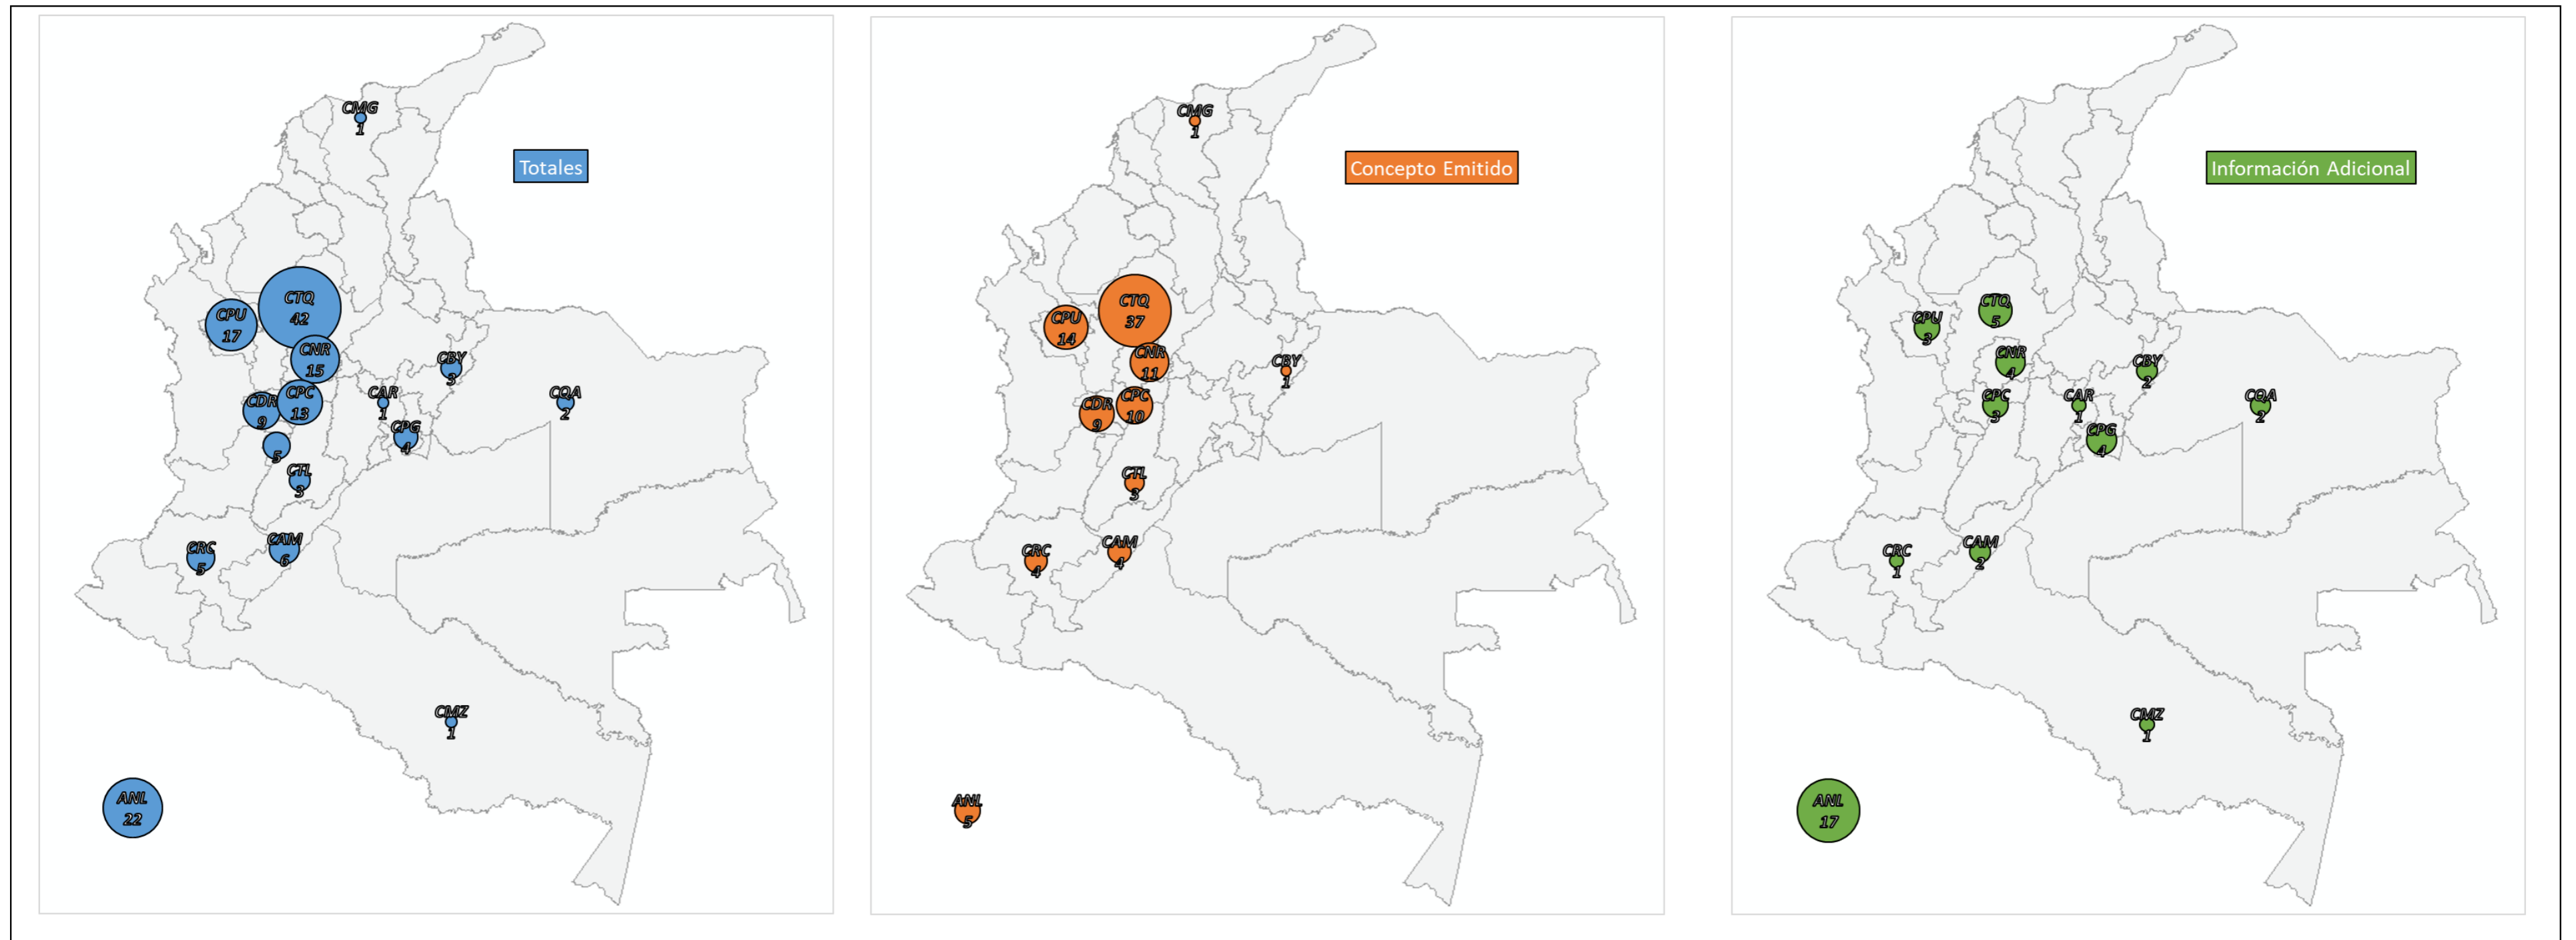 CMG
1
Totales
CTQ
42
CPU
17
CNR
15
CBY
3
CAR
1
CQA
2
CPC
13
CDR
9
CPG
4
5
CTL
3
CAM
6
CRC
5
CMZ
1
ANL
22
CMG
1
Concepto Emitido
CTQ
37
CPU
14
CNR
11
CBY
1
CPC
10
CDR
9
CTL
3
CAM
4
CRC
4
ANL
5
Información Adicional
CTQ
5
CPU
3
CNR
4
CBY
2
CPC
3
CAR
1
CQA
2
CPG
4
CAM
2
CRC
1
CMZ
1
ANL
17